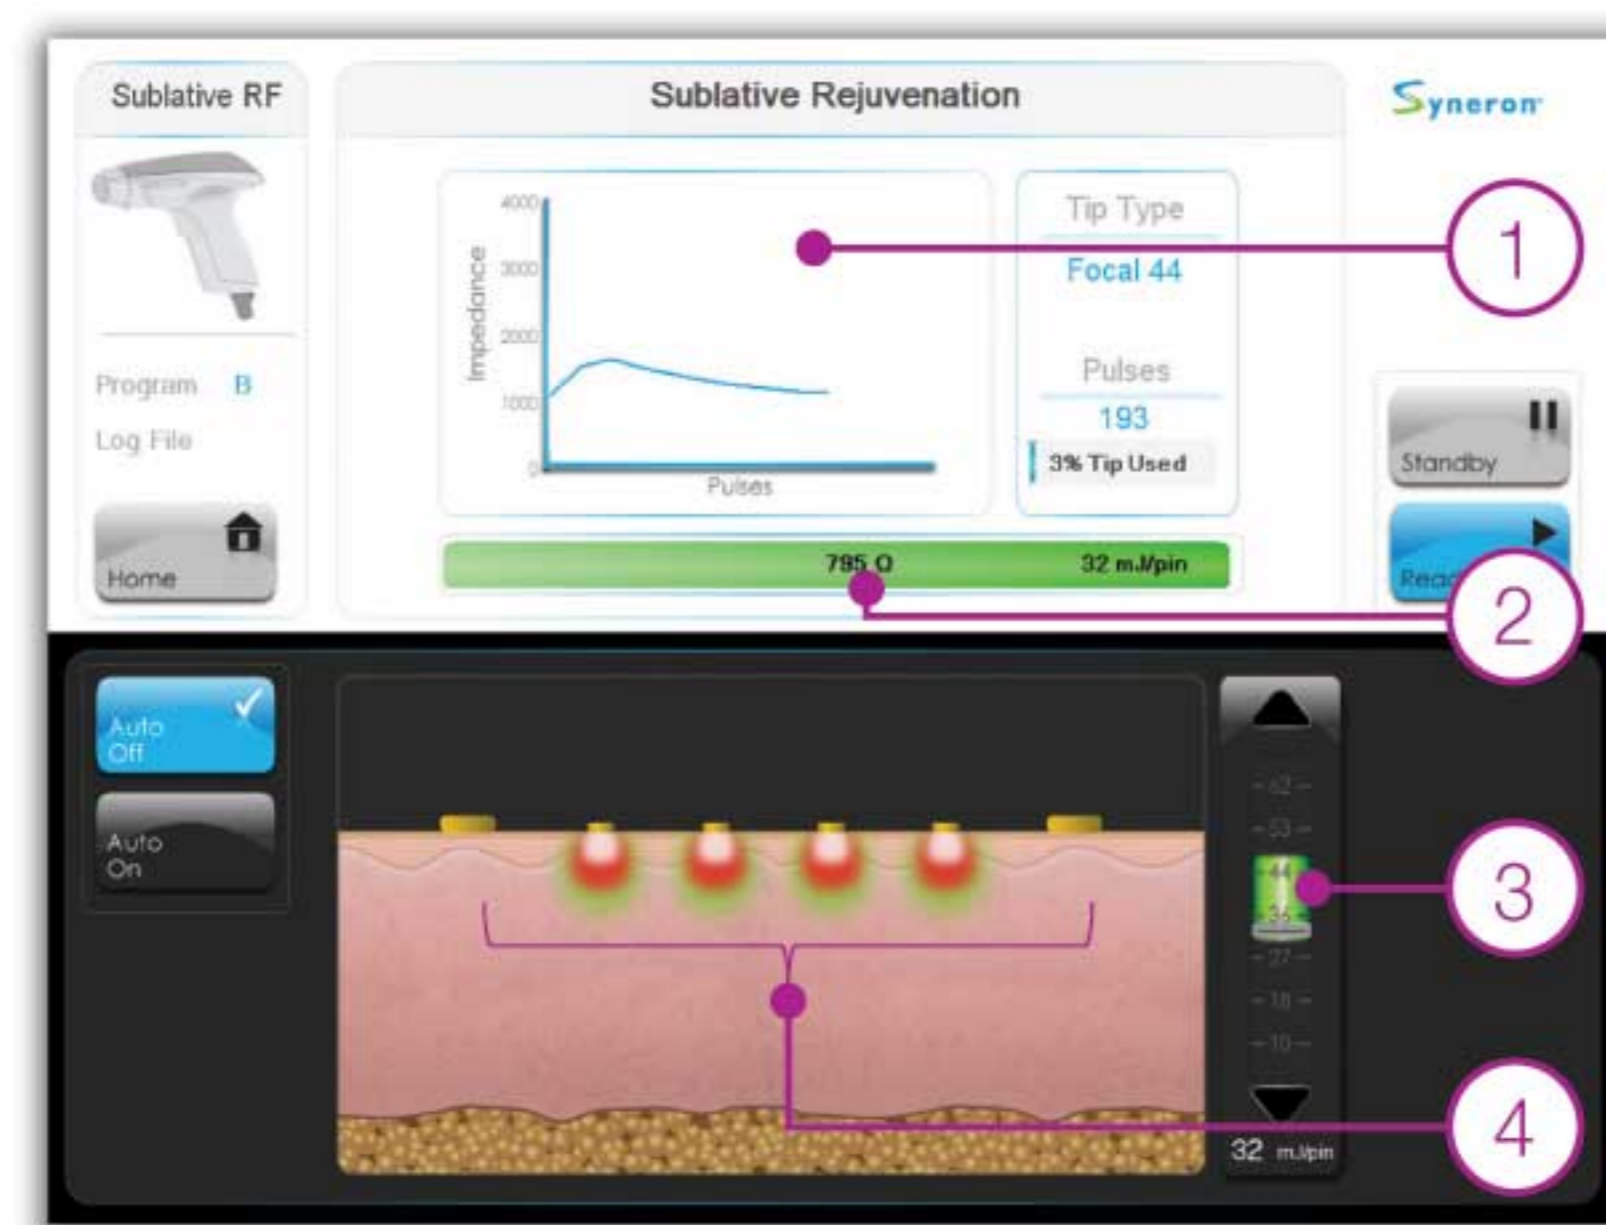 Sublative RF
Sublative Rejuvenation
Syneron
Program B
Log File
Home
4000
3000
2000
1000
0
Impedance
Pulses
Tip Type
Focal 44
Pulses
193
3% Tip Used
795 Ω 32 mJ/pin
Standby
1
2
Auto
Off
Auto
On
62
53
44
36
27
18
10
32 mJ/pin
3
4